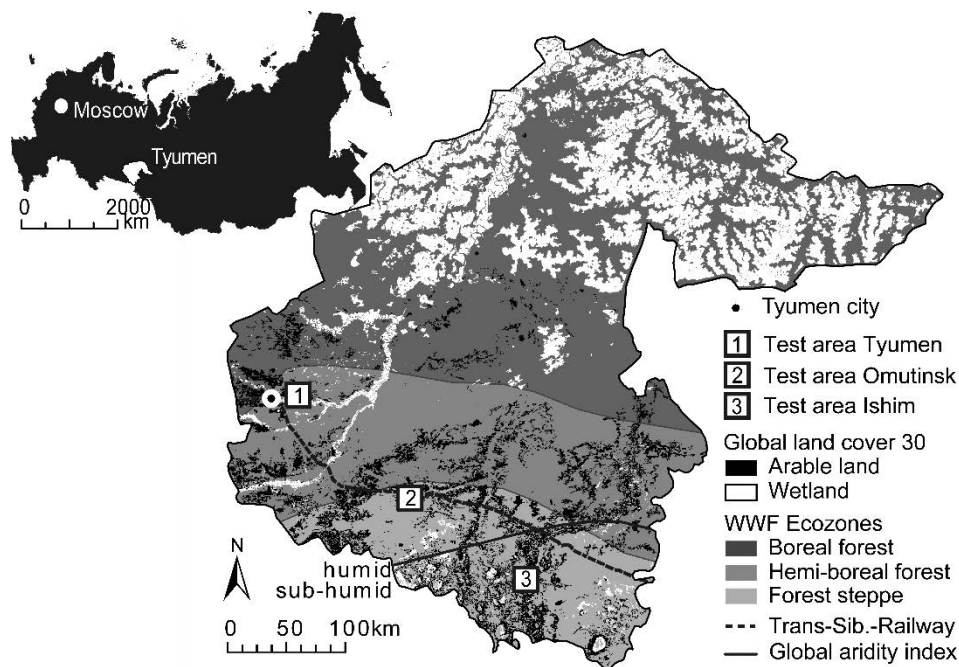 Moscow
Tyumen
0 2000
km
Tyumen city
1 Test area Tyumen
2 Test area Omutinsk
3 Test area Ishim
Global land cover 30
Arable land
Wetland
WWF Ecozones
Boreal forest
Hemi-boreal forest
Forest steppe
Trans-Sib.-Railway
Global aridity index
1
2
3
N
humid
sub-humid
0 50 100km